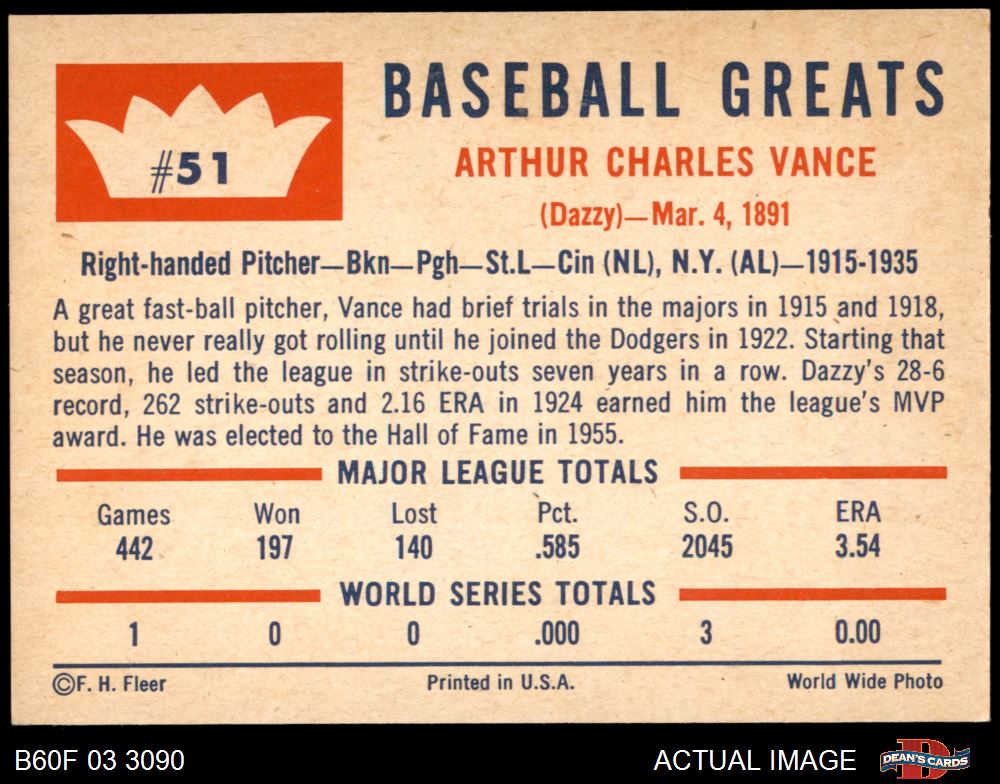 #51
BASEBALL GREATS
ARTHUR CHARLES VANCE
(Dazzy)—Mar. 4, 1891
Right-handed Pitcher—Bkn—Pgh—St.L—Cin (NL), N.Y. (AL)—1915-1935
A great fast-ball pitcher, Vance had brief trials in the majors in 1915 and 1918,
but he never really got rolling until he joined the Dodgers in 1922. Starting that
season, he led the league in strike-outs seven years in a row. Dazzy's 28-6
record, 262 strike-outs and 2.16 ERA in 1924 earned him the league's MVP
award. He was elected to the Hall of Fame in 1955.
MAJOR LEAGUE TOTALS
Games Won Lost Pct. S.O. ERA
442 197 140 .585 2045 3.54
WORLD SERIES TOTALS
1 0 0 .000 3 0.00
©F. H. Fleer Printed in U.S.A. World Wide Photo
B60F 03 3090 ACTUAL IMAGE DEAN'S CARDS